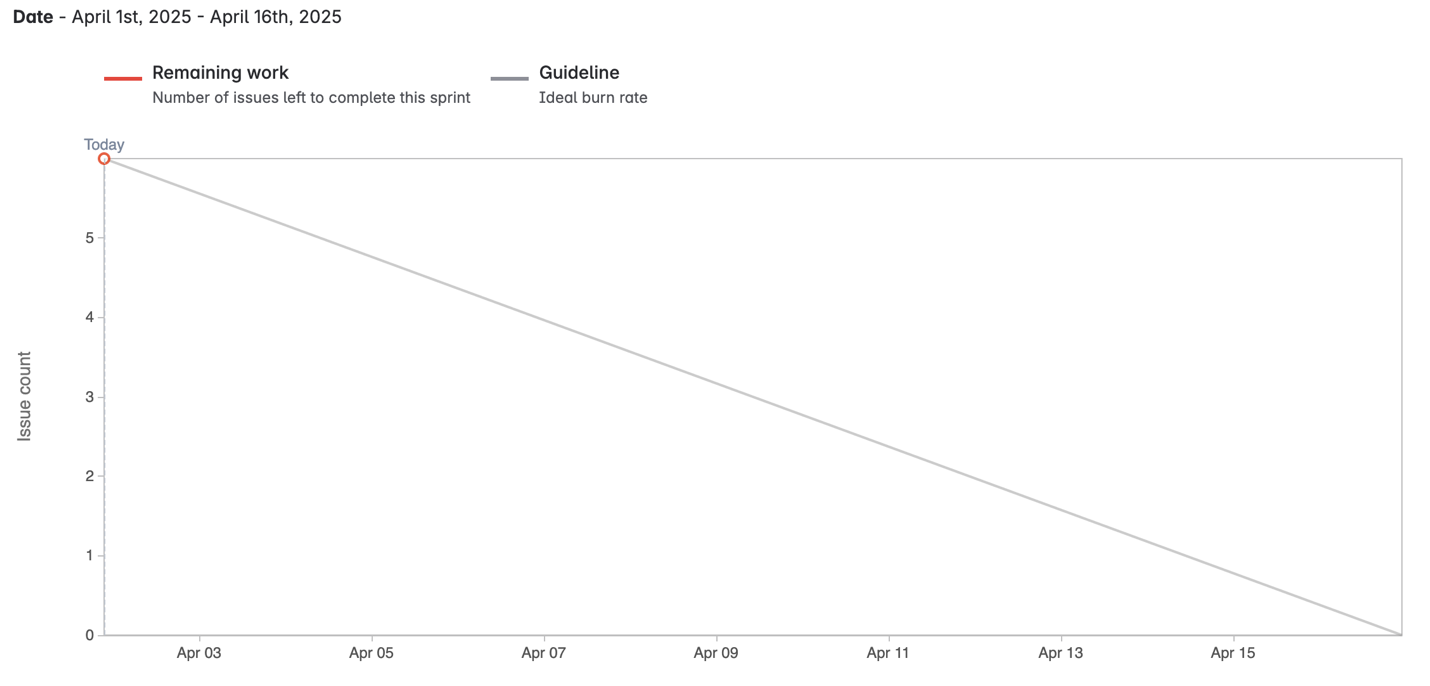 Date - April 1st, 2025 - April 16th, 2025
Remaining work
Number of issues left to complete this sprint
Guideline
Ideal burn rate
Today
5
4
3
2
1
0
Issue count
Apr 03
Apr 05
Apr 07
Apr 09
Apr 11
Apr 13
Apr 15